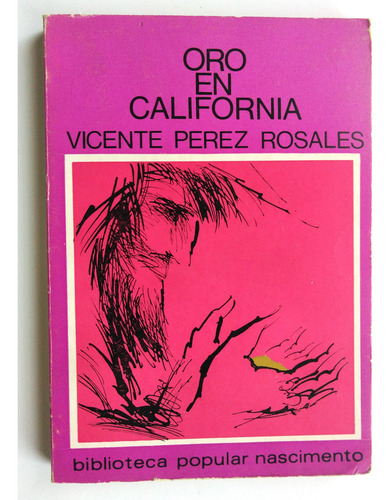 ORO
EN
CALIFORNIA
VICENTE PEREZ ROSALES
biblioteca popular nascimento